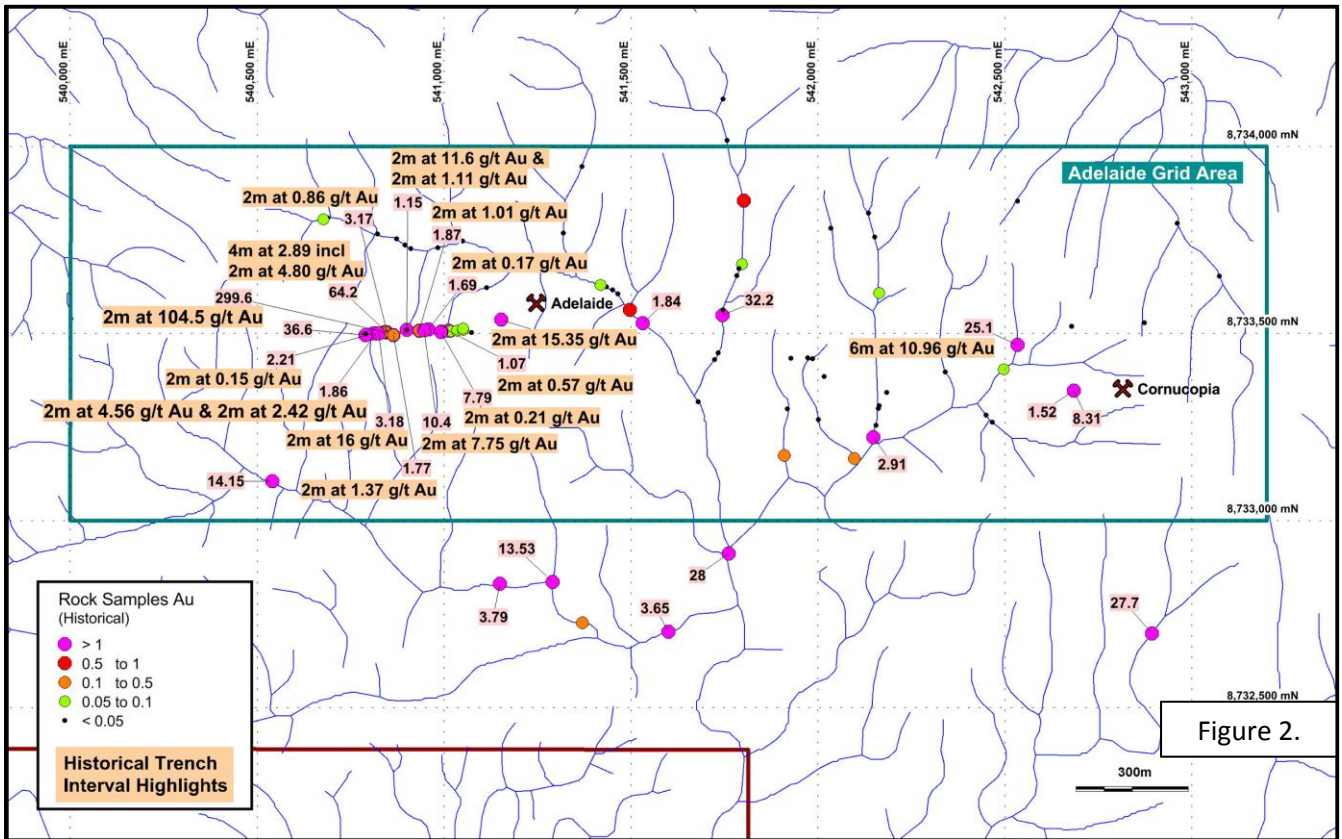 540,000 mE
540,500 mE
541,000 mE
541,500 mE
542,000 mE
542,500 mE
543,000 mE
8,734,000 mN
Adelaide Grid Area
2m at 11.6 g/t Au &
2m at 1.11 g/t Au
2m at 0.86 g/t Au
3.17
1.15
2m at 1.01 g/t Au
1.87
4m at 2.89 incl
2m at 4.80 g/t Au
2m at 0.17 g/t Au
64.2
1.69
299.6
Adelaide
1.84
32.2
2m at 104.5 g/t Au
36.6
2m at 15.35 g/t Au
25.1
8,733,500 mN
6m at 10.96 g/t Au
2.21
1.07
2m at 0.15 g/t Au
2m at 0.57 g/t Au
1.86
7.79
Cornucopia
1.52
8.31
2m at 4.56 g/t Au & 2m at 2.42 g/t Au
2m at 0.21 g/t Au
3.18
10.4
2m at 16 g/t Au
2m at 7.75 g/t Au
2.91
1.77
14.15
2m at 1.37 g/t Au
8,733,000 mN
13.53
28
3.79
3.65
27.7
Rock Samples Au
(Historical)
> 1
0.5 to 1
0.1 to 0.5
0.05 to 0.1
< 0.05
Historical Trench
Interval Highlights
8,732,500 mN
Figure 2.
300m